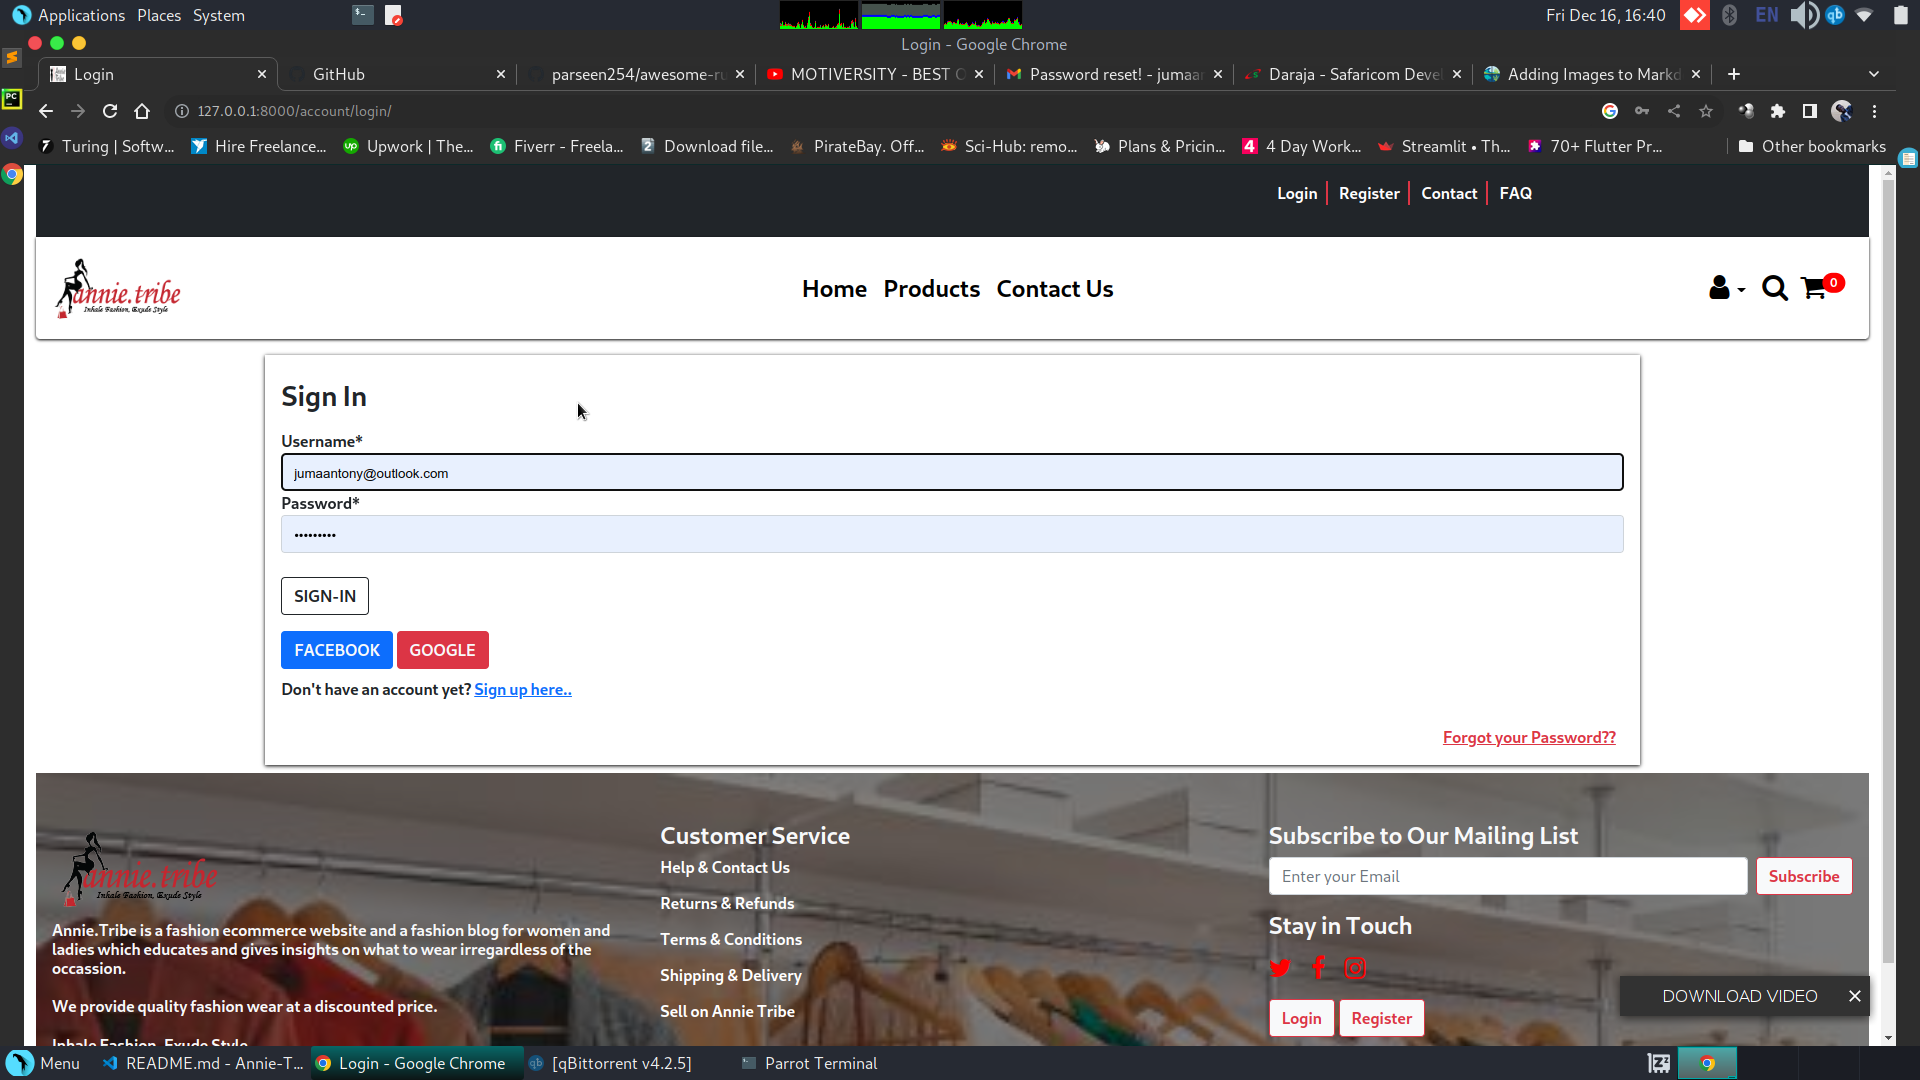 Applications Places System
Fri Dec 16, 16:40
EN
Login - Google Chrome
Login
GitHub
parseen254/awesome-ru
MOTIVERSITY - BEST O
Password reset! - jumaan
Daraja - Safaricom Devel
Adding Images to Markd
127.0.0.1:8000/account/login/
Turing | Softw...
Hire Freelance...
Upwork | The...
Fiverr - Freela...
Download file...
PirateBay. Off...
Sci-Hub: remo...
Plans & Pricin...
4 Day Work...
Streamlit • Th...
70+ Flutter Pr...
Other bookmarks
Login Register Contact FAQ
annie.tribe
Inhale Fashion, Exude Style
Home Products Contact Us
0
Sign In
Username*
jumaantony@outlook.com
Password*
•••••••••
SIGN-IN
FACEBOOK GOOGLE
Don't have an account yet? Sign up here..
Forgot your Password??
annie.tribe
Inhale Fashion, Exude Style
Annie.Tribe is a fashion ecommerce website and a fashion blog for women and
ladies which educates and gives insights on what to wear irregardless of the
occassion.
We provide quality fashion wear at a discounted price.
Inhale Fashion, Exude Style
Customer Service
Help & Contact Us
Returns & Refunds
Terms & Conditions
Shipping & Delivery
Sell on Annie Tribe
Subscribe to Our Mailing List
Enter your Email
Subscribe
Stay in Touch
Login Register
DOWNLOAD VIDEO
Menu
README.md - Annie-T...
Login - Google Chrome
[qBittorrent v4.2.5]
Parrot Terminal